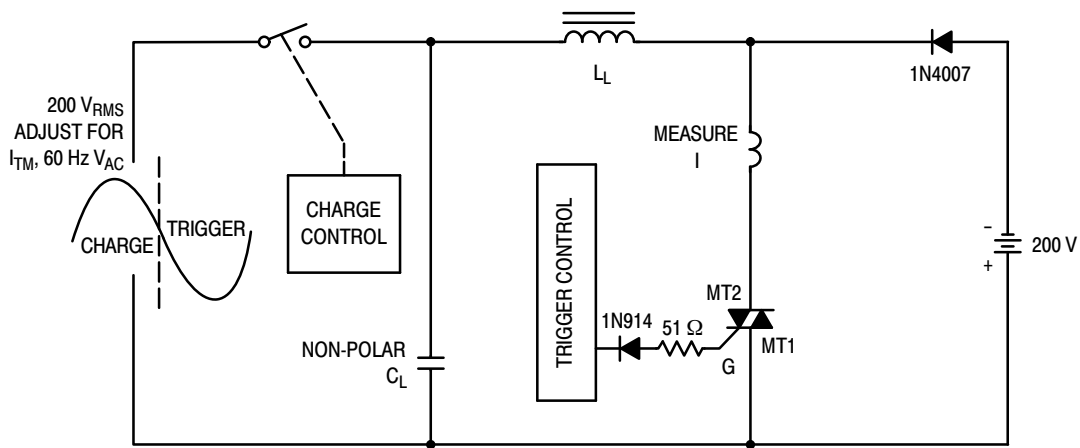 200 VRMS
ADJUST FOR
ITM, 60 Hz VAC
CHARGE
TRIGGER
CHARGE
CONTROL
NON-POLAR
CL
LL
MEASURE
I
TRIGGER CONTROL
1N914
51 Ω
G
MT2
MT1
1N4007
-
+
200 V